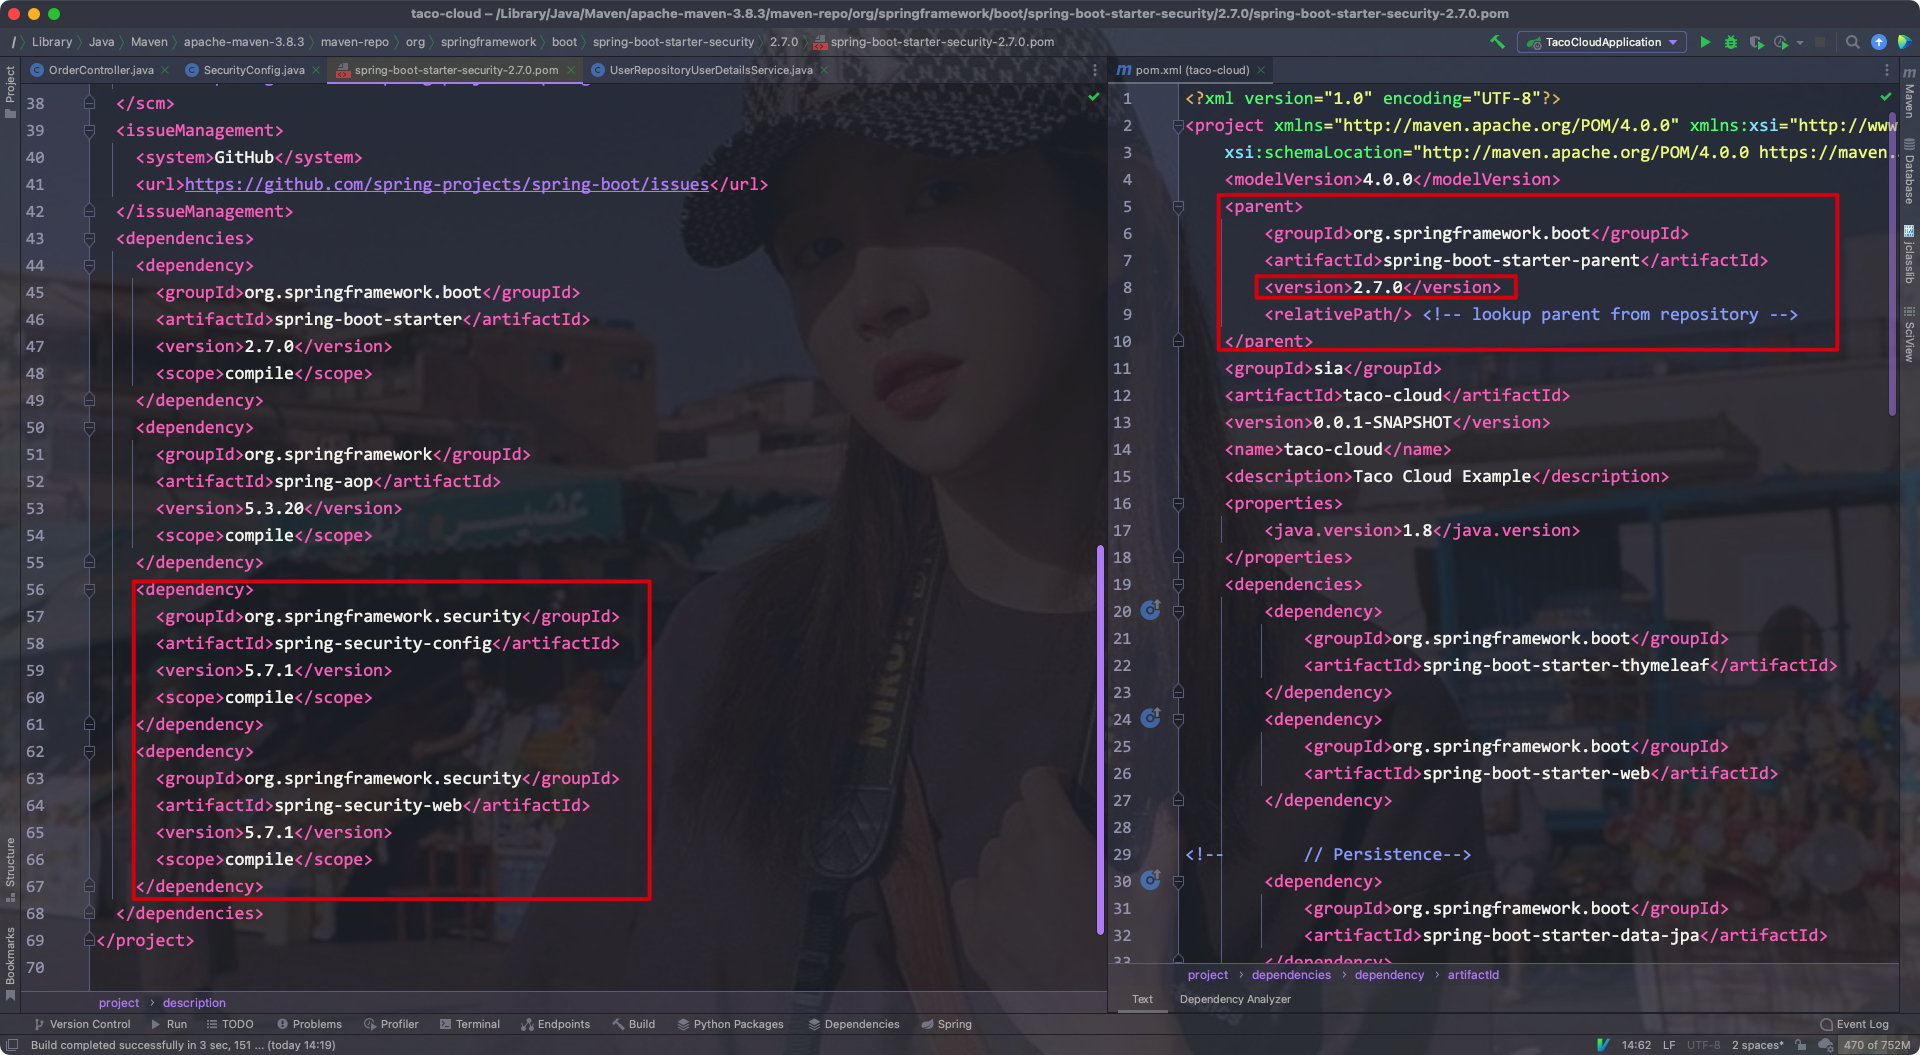 taco-cloud – /Library/Java/Maven/apache-maven-3.8.3/maven-repo/org/springframework/boot/spring-boot-starter-security/2.7.0/spring-boot-starter-security-2.7.0.pom
/ Library Java Maven apache-maven-3.8.3 maven-repo org springframework boot spring-boot-starter-security 2.7.0 spring-boot-starter-security-2.7.0.pom
TacoCloudApplication
OrderController.java SecurityConfig.java spring-boot-starter-security-2.7.0.pom UserRepositoryUserDetailsService.java
Project
Structure
Bookmarks
38 </scm>
39 <issueManagement>
40 <system>GitHub</system>
41 <url>https://github.com/spring-projects/spring-boot/issues</url>
42 </issueManagement>
43 <dependencies>
44 <dependency>
45 <groupId>org.springframework.boot</groupId>
46 <artifactId>spring-boot-starter</artifactId>
47 <version>2.7.0</version>
48 <scope>compile</scope>
49 </dependency>
50 <dependency>
51 <groupId>org.springframework</groupId>
52 <artifactId>spring-aop</artifactId>
53 <version>5.3.20</version>
54 <scope>compile</scope>
55 </dependency>
56 <dependency>
57 <groupId>org.springframework.security</groupId>
58 <artifactId>spring-security-config</artifactId>
59 <version>5.7.1</version>
60 <scope>compile</scope>
61 </dependency>
62 <dependency>
63 <groupId>org.springframework.security</groupId>
64 <artifactId>spring-security-web</artifactId>
65 <version>5.7.1</version>
66 <scope>compile</scope>
67 </dependency>
68 </dependencies>
69 </project>
70
project › description
m pom.xml (taco-cloud)
1 <?xml version="1.0" encoding="UTF-8"?>
2 <project xmlns="http://maven.apache.org/POM/4.0.0" xmlns:xsi="http://www
3 xsi:schemaLocation="http://maven.apache.org/POM/4.0.0 https://maven.
4 <modelVersion>4.0.0</modelVersion>
5 <parent>
6 <groupId>org.springframework.boot</groupId>
7 <artifactId>spring-boot-starter-parent</artifactId>
8 <version>2.7.0</version>
9 <relativePath/> <!-- lookup parent from repository -->
10 </parent>
11 <groupId>sia</groupId>
12 <artifactId>taco-cloud</artifactId>
13 <version>0.0.1-SNAPSHOT</version>
14 <name>taco-cloud</name>
15 <description>Taco Cloud Example</description>
16 <properties>
17 <java.version>1.8</java.version>
18 </properties>
19 <dependencies>
20 <dependency>
21 <groupId>org.springframework.boot</groupId>
22 <artifactId>spring-boot-starter-thymeleaf</artifactId>
23 </dependency>
24 <dependency>
25 <groupId>org.springframework.boot</groupId>
26 <artifactId>spring-boot-starter-web</artifactId>
27 </dependency>
28
29 <!-- // Persistence-->
30 <dependency>
31 <groupId>org.springframework.boot</groupId>
32 <artifactId>spring-boot-starter-data-jpa</artifactId>
33 </dependency>
project › dependencies › dependency › artifactId
Text Dependency Analyzer
m Maven
Database
jclasslib
SciView
NIKON
Version Control Run TODO Problems Profiler Terminal Endpoints Build Python Packages Dependencies Spring Event Log
Build completed successfully in 3 sec, 151 ... (today 14:19) 14:62 LF UTF-8 2 spaces* 470 of 752M